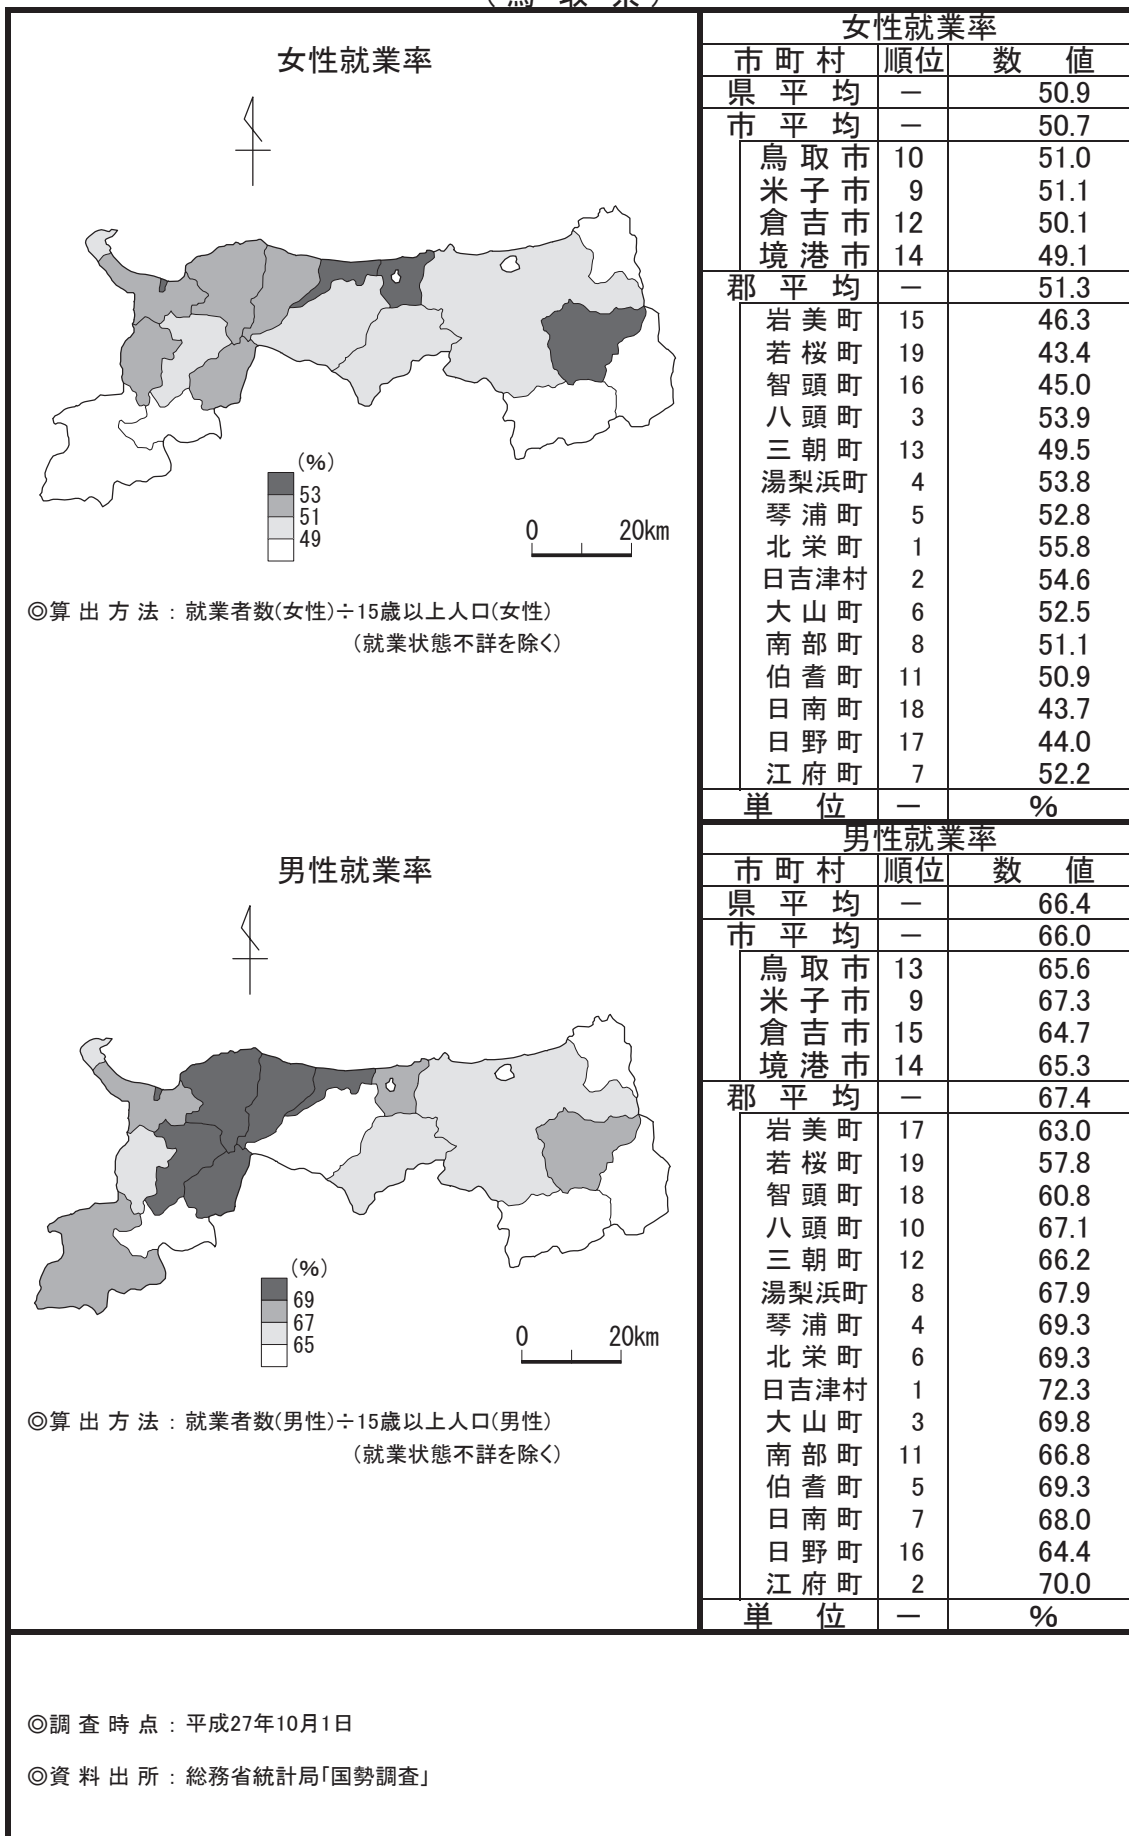 (鳥取県)
女性就業率
(%)
53
51
49
0 20km
◎算出方法：就業者数(女性)÷15歳以上人口(女性)
(就業状態不詳を除く)
女性就業率
市町村 順位 数値
県平均 － 50.9
市平均 － 50.7
鳥取市 10 51.0
米子市 9 51.1
倉吉市 12 50.1
境港市 14 49.1
郡平均 － 51.3
岩美町 15 46.3
若桜町 19 43.4
智頭町 16 45.0
八頭町 3 53.9
三朝町 13 49.5
湯梨浜町 4 53.8
琴浦町 5 52.8
北栄町 1 55.8
日吉津村 2 54.6
大山町 6 52.5
南部町 8 51.1
伯耆町 11 50.9
日南町 18 43.7
日野町 17 44.0
江府町 7 52.2
単位 － %
男性就業率
(%)
69
67
65
0 20km
◎算出方法：就業者数(男性)÷15歳以上人口(男性)
(就業状態不詳を除く)
男性就業率
市町村 順位 数値
県平均 － 66.4
市平均 － 66.0
鳥取市 13 65.6
米子市 9 67.3
倉吉市 15 64.7
境港市 14 65.3
郡平均 － 67.4
岩美町 17 63.0
若桜町 19 57.8
智頭町 18 60.8
八頭町 10 67.1
三朝町 12 66.2
湯梨浜町 8 67.9
琴浦町 4 69.3
北栄町 6 69.3
日吉津村 1 72.3
大山町 3 69.8
南部町 11 66.8
伯耆町 5 69.3
日南町 7 68.0
日野町 16 64.4
江府町 2 70.0
単位 － %
◎調査時点：平成27年10月1日
◎資料出所：総務省統計局「国勢調査」